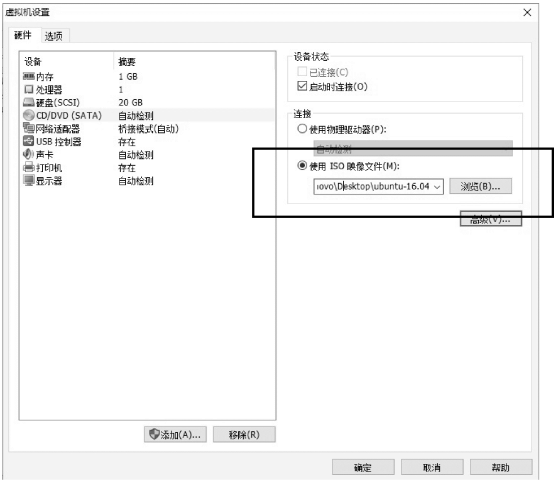 虚拟机设置
硬件 选项
设备 摘要
内存 1 GB
处理器 1
硬盘(SCSI) 20 GB
CD/DVD (SATA) 自动检测
网络适配器 桥接模式(自动)
USB 控制器 存在
声卡 自动检测
打印机 存在
显示器 自动检测
添加(A)... 移除(R)
设备状态
已连接(C)
启动时连接(O)
连接
使用物理驱动器(P):
自动检测
使用 ISO 映像文件(M):
ovo\Desktop\ubuntu-16.04 浏览(B)...
高级(V)...
确定 取消 帮助